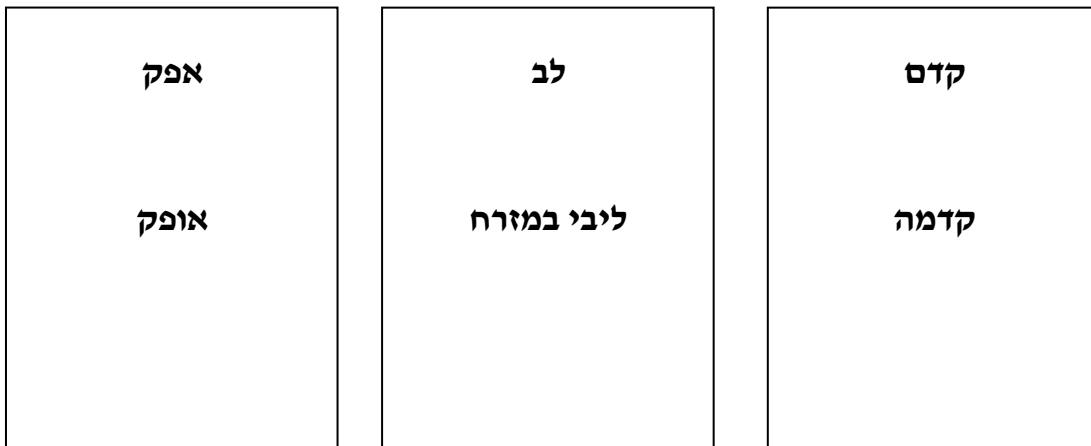 קדם
קדמה
לב
ליבי במזרח
אפק
אופק